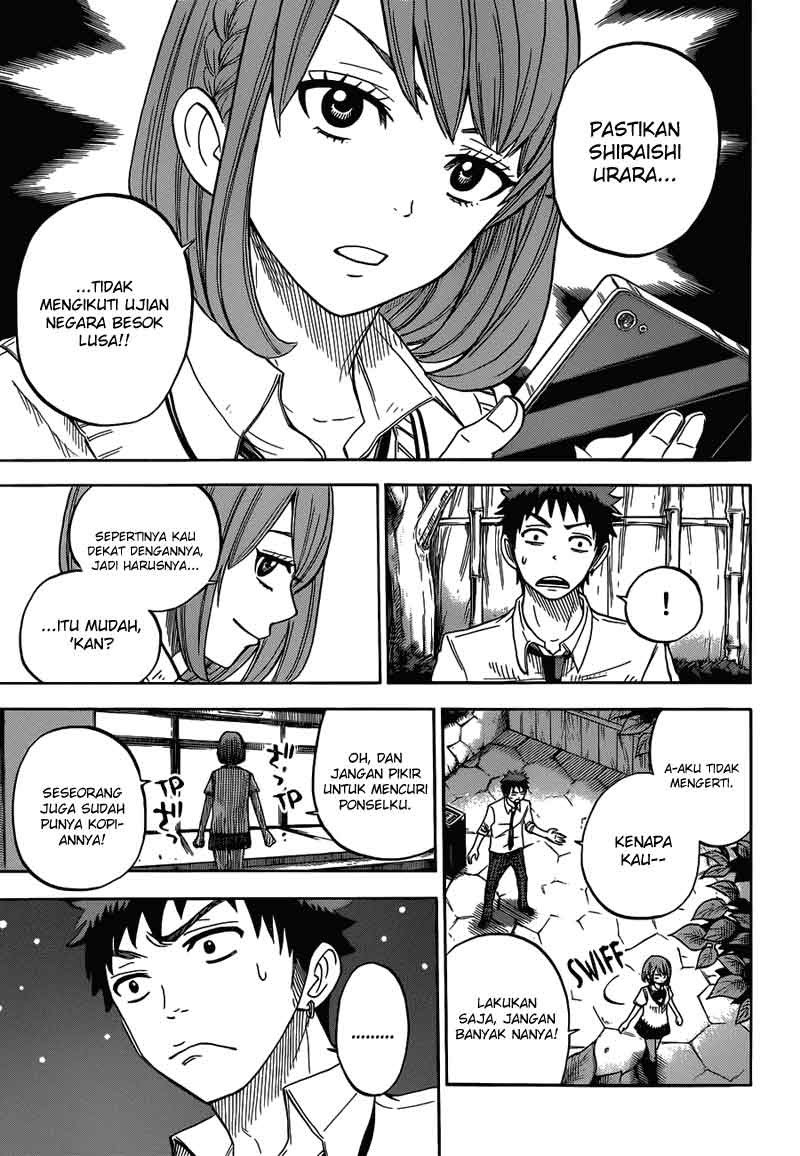 PASTIKAN
SHIRAISHI
URARA...
...TIDAK
MENGIKUTI UJIAN
NEGARA BESOK
LUSA!!
!
SEPERTINYA KAU
DEKAT DENGANNYA,
JADI HARUSNYA...
...ITU MUDAH,
'KAN?
A-AKU TIDAK
MENGERTI.
KENAPA
KAU--
SWIFF
LAKUKAN
SAJA, JANGAN
BANYAK NANYA!
OH, DAN
JANGAN PIKIR
UNTUK MENCURI
PONSELKU.
TP
TP
SESEORANG
JUGA SUDAH
PUNYA KOPI-
ANNYA!
.........